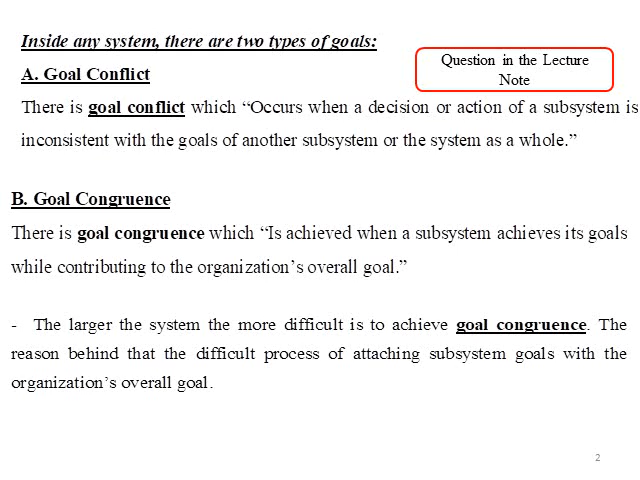 Inside any system, there are two types of goals:
Question in the Lecture
Note
A. Goal Conflict
There is goal conflict which “Occurs when a decision or action of a subsystem is
inconsistent with the goals of another subsystem or the system as a whole.”
B. Goal Congruence
There is goal congruence which “Is achieved when a subsystem achieves its goals
while contributing to the organization’s overall goal.”
- The larger the system the more difficult is to achieve goal congruence. The
reason behind that the difficult process of attaching subsystem goals with the
organization’s overall goal.
2